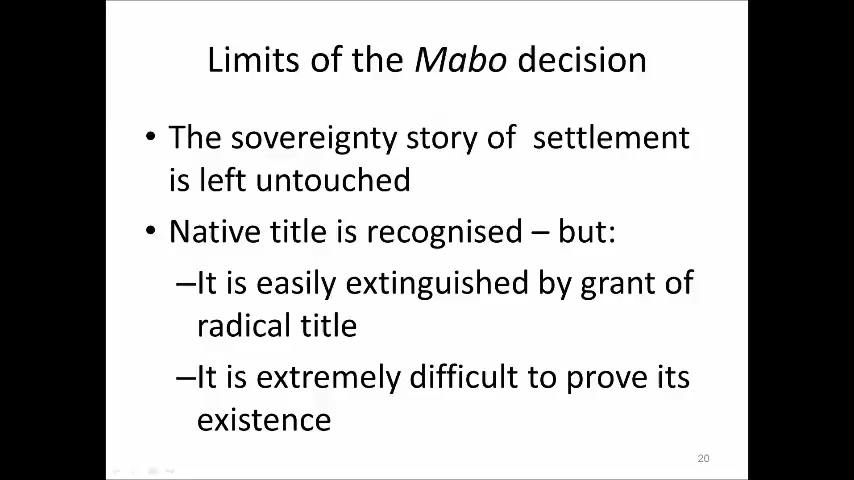 Limits of the Mabo decision
• The sovereignty story of settlement
is left untouched
• Native title is recognised – but:
–It is easily extinguished by grant of
radical title
–It is extremely difficult to prove its
existence
20